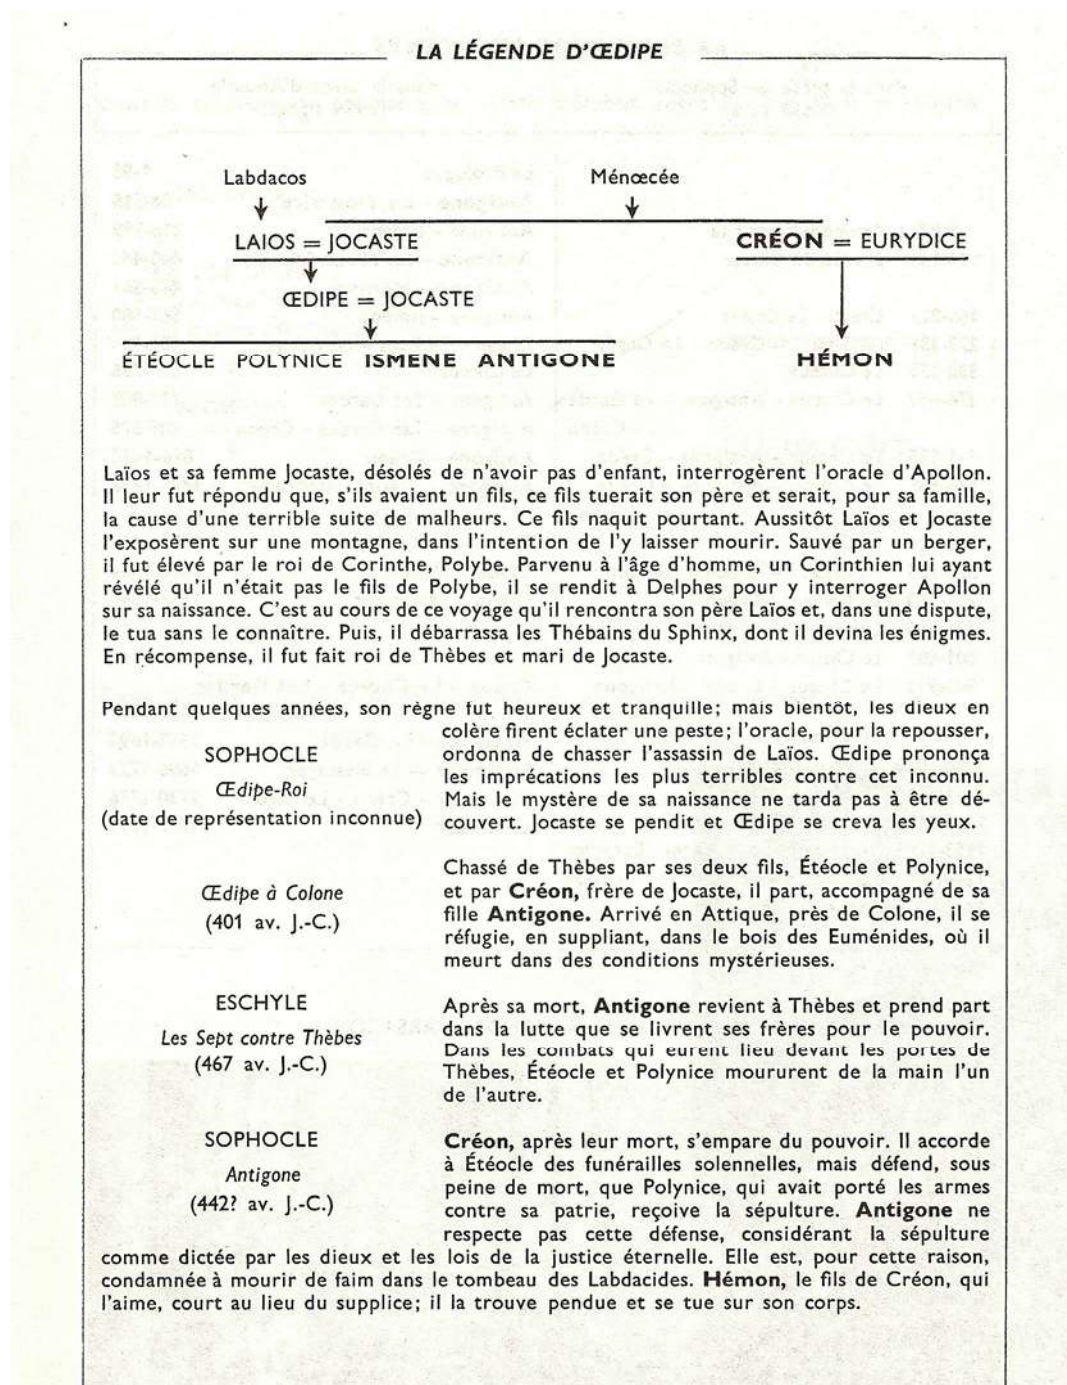 LA LÉGENDE D'ŒDIPE
Labdacos
Ménœcée
LAIOS = JOCASTE
CRÉON = EURYDICE
ŒDIPE = JOCASTE
ÉTÉOCLE POLYNICE ISMENE ANTIGONE
HÉMON
Laïos et sa femme Jocaste, désolés de n'avoir pas d'enfant, interrogèrent l'oracle d'Apollon.
Il leur fut répondu que, s'ils avaient un fils, ce fils tuerait son père et serait, pour sa famille,
la cause d'une terrible suite de malheurs. Ce fils naquit pourtant. Aussitôt Laïos et Jocaste
l'exposèrent sur une montagne, dans l'intention de l'y laisser mourir. Sauvé par un berger,
il fut élevé par le roi de Corinthe, Polybe. Parvenu à l'âge d'homme, un Corinthien lui ayant
révélé qu'il n'était pas le fils de Polybe, il se rendit à Delphes pour y interroger Apollon
sur sa naissance. C'est au cours de ce voyage qu'il rencontra son père Laïos et, dans une dispute,
le tua sans le connaître. Puis, il débarrassa les Thébains du Sphinx, dont il devina les énigmes.
En récompense, il fut fait roi de Thèbes et mari de Jocaste.
Pendant quelques années, son règne fut heureux et tranquille; mais bientôt, les dieux en
colère firent éclater une peste; l'oracle, pour la repousser,
ordonna de chasser l'assassin de Laïos. Œdipe prononça
les imprécations les plus terribles contre cet inconnu.
Mais le mystère de sa naissance ne tarda pas à être dé-
couvert. Jocaste se pendit et Œdipe se creva les yeux.
SOPHOCLE
Œdipe-Roi
(date de représentation inconnue)
Œdipe à Colone
(401 av. J.-C.)
Chassé de Thèbes par ses deux fils, Étéocle et Polynice,
et par Créon, frère de Jocaste, il part, accompagné de sa
fille Antigone. Arrivé en Attique, près de Colone, il se
réfugie, en suppliant, dans le bois des Euménides, où il
meurt dans des conditions mystérieuses.
ESCHYLE
Les Sept contre Thèbes
(467 av. J.-C.)
Après sa mort, Antigone revient à Thèbes et prend part
dans la lutte que se livrent ses frères pour le pouvoir.
Dans les combats qui eurent lieu devant les portes de
Thèbes, Étéocle et Polynice moururent de la main l'un
de l'autre.
SOPHOCLE
Antigone
(442? av. J.-C.)
Créon, après leur mort, s'empare du pouvoir. Il accorde
à Étéocle des funérailles solennelles, mais défend, sous
peine de mort, que Polynice, qui avait porté les armes
contre sa patrie, reçoive la sépulture. Antigone ne
respecte pas cette défense, considérant la sépulture
comme dictée par les dieux et les lois de la justice éternelle. Elle est, pour cette raison,
condamnée à mourir de faim dans le tombeau des Labdacides. Hémon, le fils de Créon, qui
l'aime, court au lieu du supplice; il la trouve pendue et se tue sur son corps.